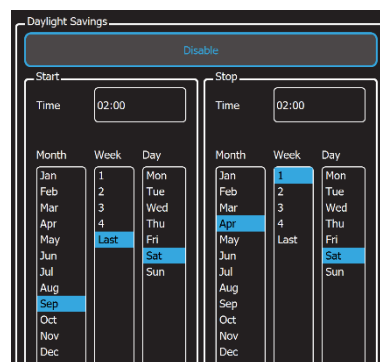 Daylight Savings
Disable
Start
Time 02:00
Month Week Day
Jan 1 Mon
Feb 2 Tue
Mar 3 Wed
Apr 4 Thu
May Last Fri
Jun Sat
Jul Sun
Aug
Sep
Oct
Nov
Dec
Stop
Time 02:00
Month Week Day
Jan 1 Mon
Feb 2 Tue
Mar 3 Wed
Apr 4 Thu
May Last Fri
Jun Sat
Jul Sun
Aug
Sep
Oct
Nov
Dec